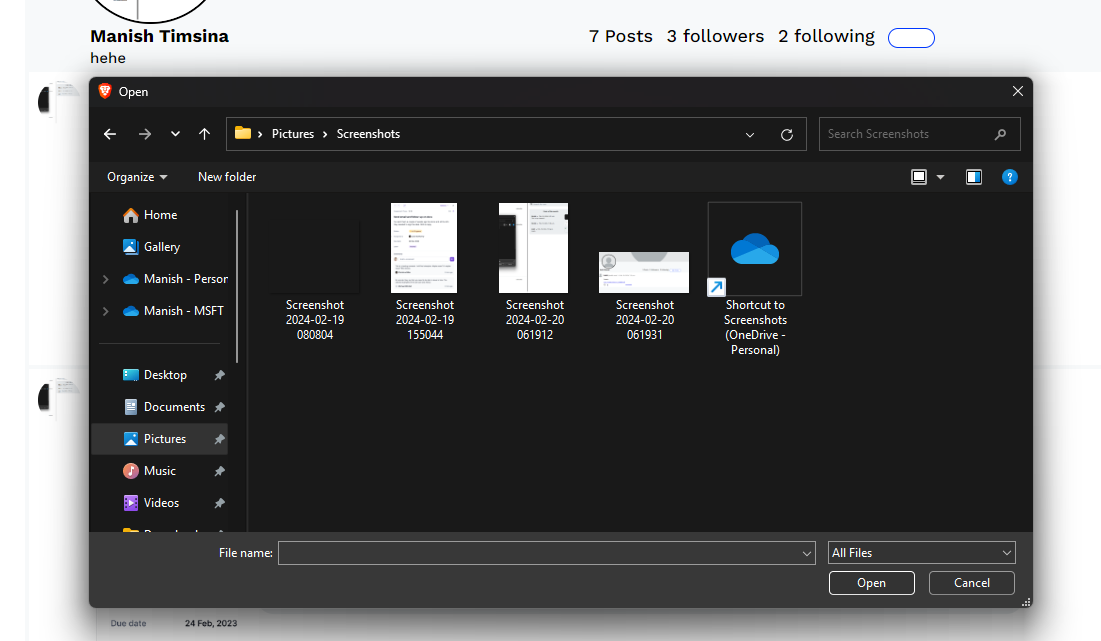 Manish Timsina
7 Posts 3 followers 2 following
hehe
Open
Pictures
Screenshots
Search Screenshots
Organize
New folder
Home
Gallery
Manish - Person
Manish - MSFT
Desktop
Documents
Pictures
Music
Videos
Screenshot
2024-02-19
080804
Screenshot
2024-02-19
155044
Screenshot
2024-02-20
061912
Screenshot
2024-02-20
061931
Shortcut to
Screenshots
(OneDrive -
Personal)
File name:
All Files
Open
Cancel
Due date 24 Feb, 2023